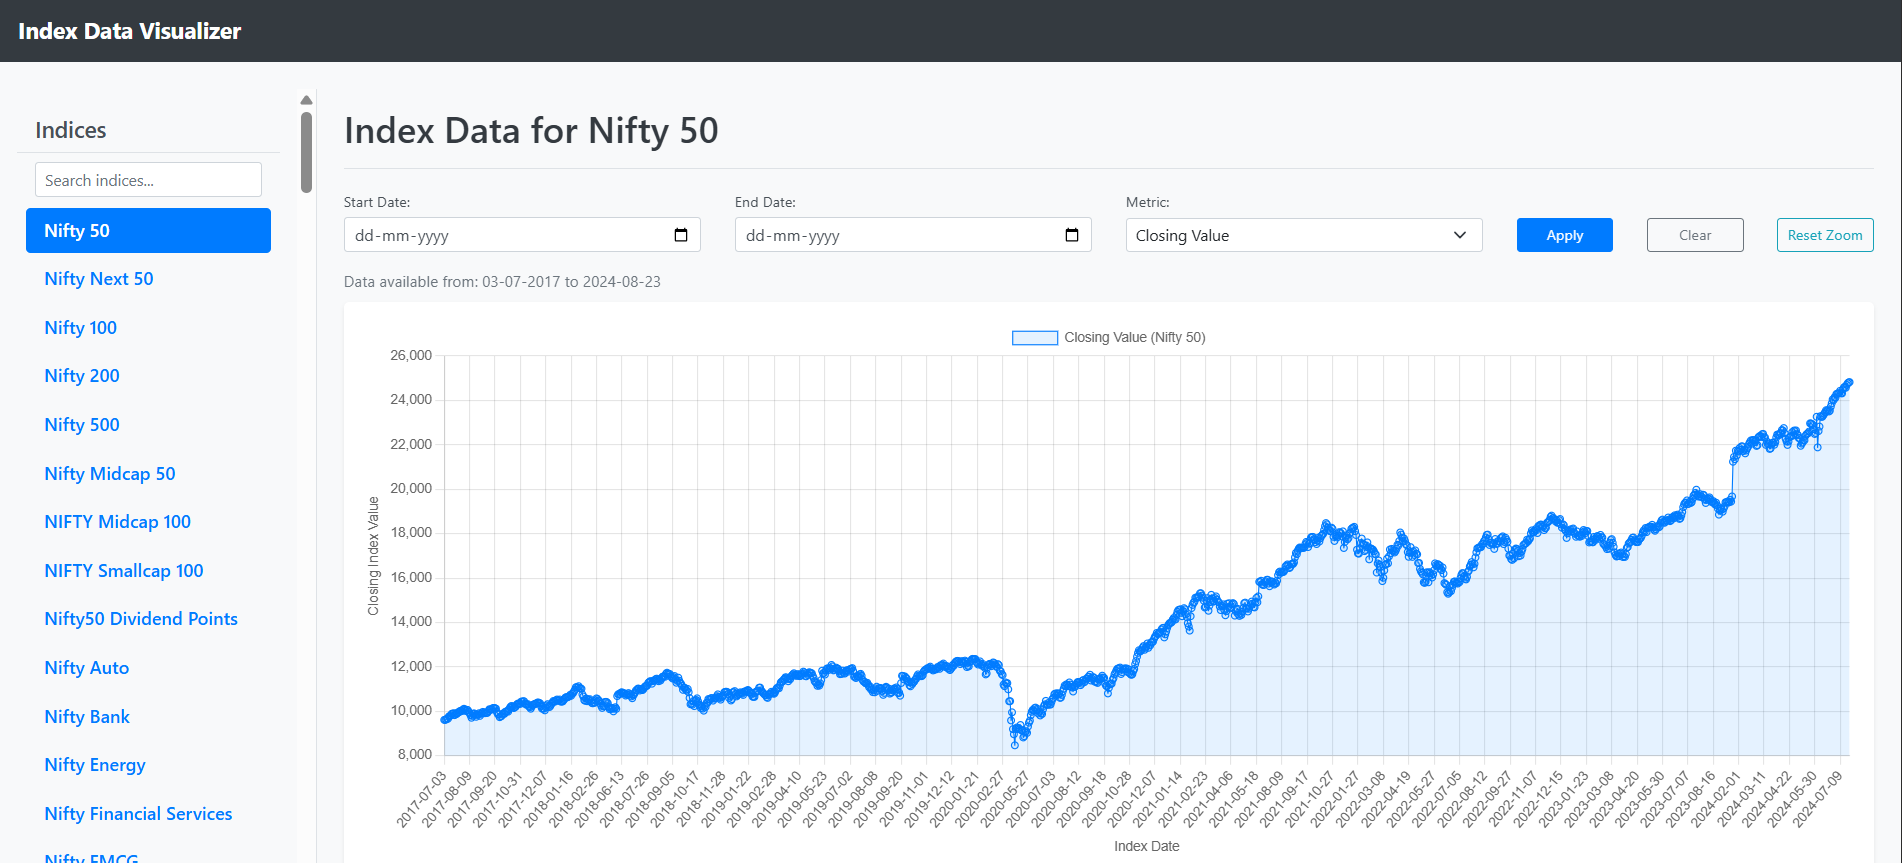 Index Data Visualizer
Indices
Search indices...
Nifty 50
Nifty Next 50
Nifty 100
Nifty 200
Nifty 500
Nifty Midcap 50
NIFTY Midcap 100
NIFTY Smallcap 100
Nifty50 Dividend Points
Nifty Auto
Nifty Bank
Nifty Energy
Nifty Financial Services
Nifty FMCG
Index Data for Nifty 50
Start Date:
dd-mm-yyyy
End Date:
dd-mm-yyyy
Metric:
Closing Value
Apply
Clear
Reset Zoom
Data available from: 03-07-2017 to 2024-08-23
Closing Value (Nifty 50)
Closing Index Value
26,000
24,000
22,000
20,000
18,000
16,000
14,000
12,000
10,000
8,000
2017-07-03
2017-08-09
2017-09-20
2017-10-31
2017-12-07
2018-01-16
2018-02-26
2018-06-13
2018-07-26
2018-09-05
2018-10-17
2018-11-28
2019-01-22
2019-02-28
2019-04-10
2019-05-23
2019-07-02
2019-08-08
2019-09-20
2019-11-01
2019-12-12
2020-01-21
2020-02-27
2020-05-27
2020-07-03
2020-08-12
2020-09-18
2020-10-28
2020-12-07
2021-01-14
2021-02-23
2021-04-06
2021-05-18
2021-08-09
2021-09-17
2021-10-27
2022-01-27
2022-03-08
2022-04-19
2022-05-27
2022-07-05
2022-08-12
2022-09-27
2022-11-07
2022-12-15
2023-01-23
2023-03-08
2023-04-20
2023-05-30
2023-07-07
2023-08-16
2024-02-01
2024-03-11
2024-04-22
2024-05-30
2024-07-09
Index Date